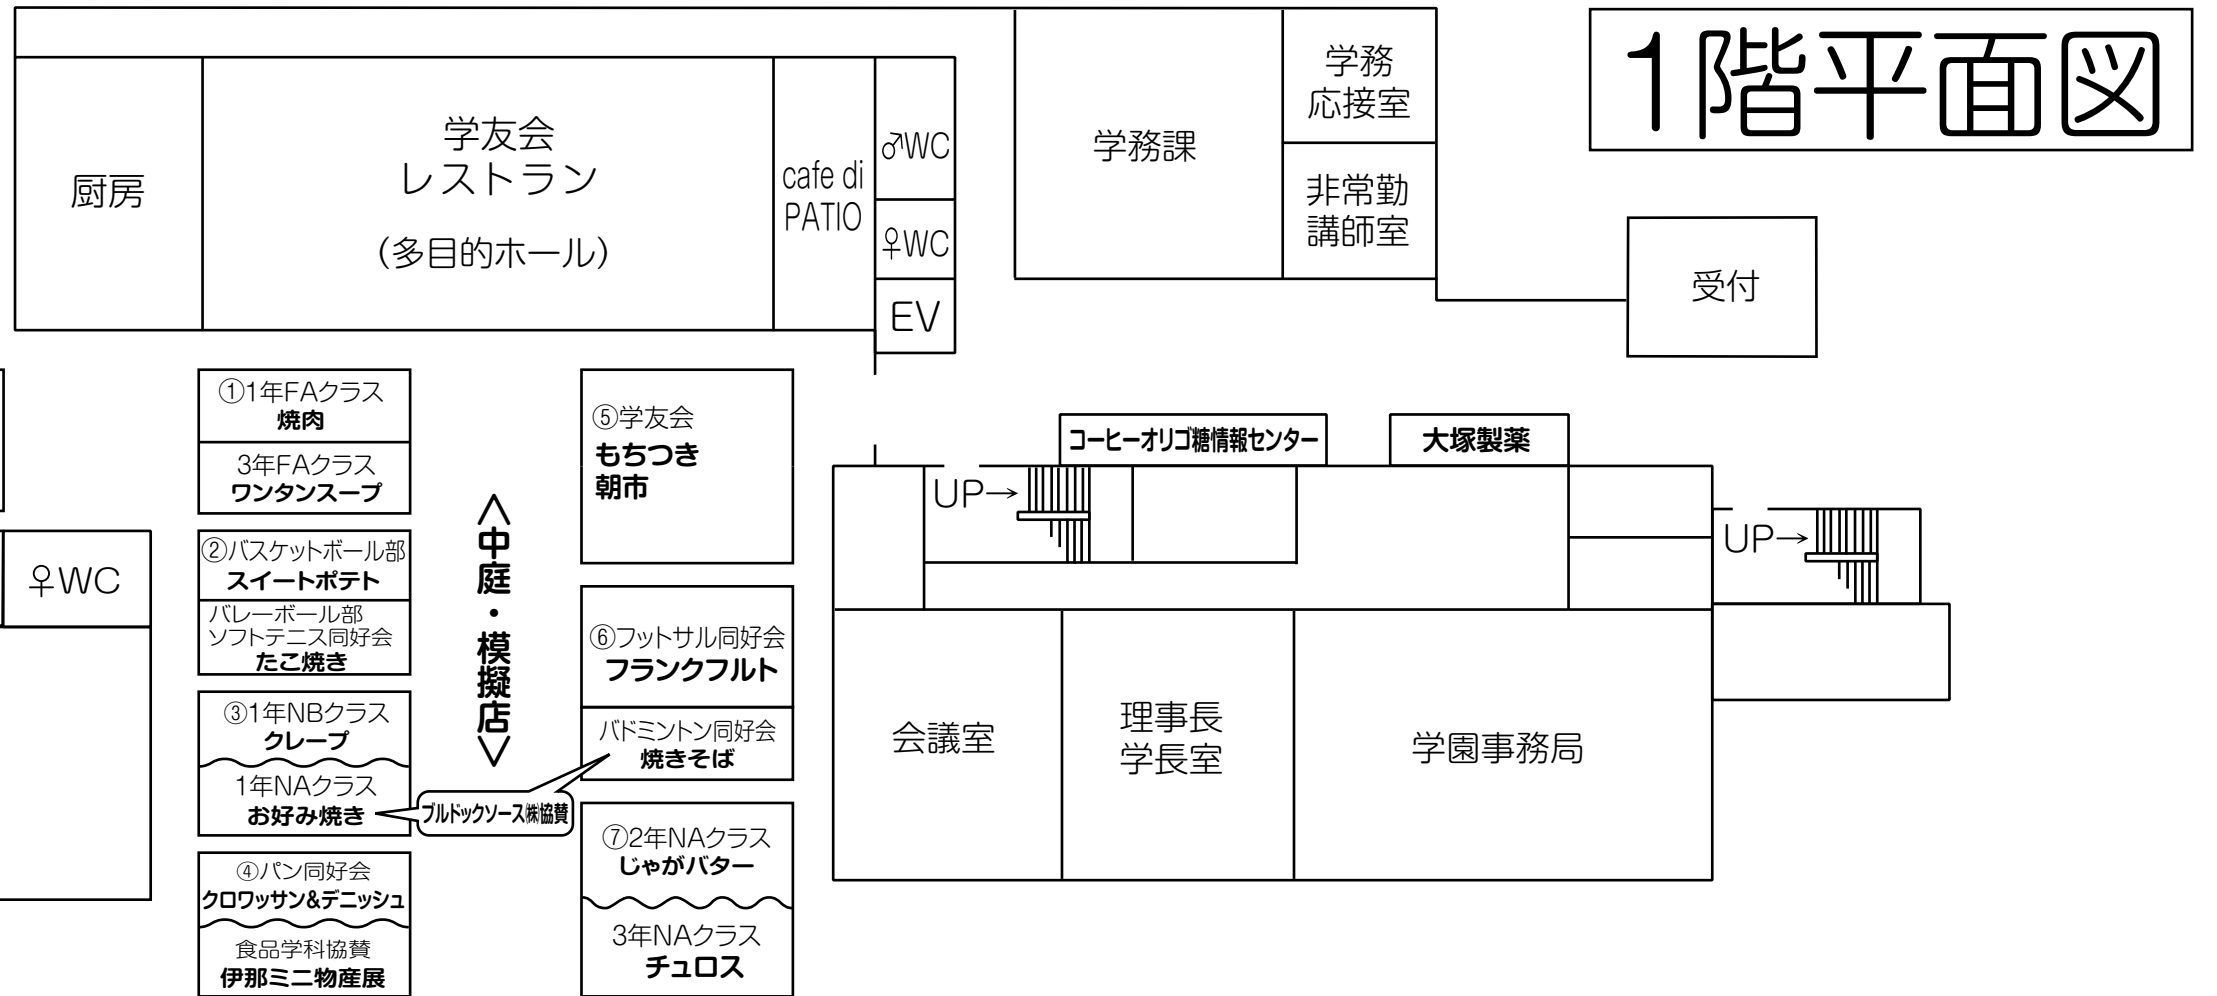 1階平面図
厨房
学友会
レストラン
(多目的ホール)
cafe di
PATIO
♂WC
♀WC
EV
学務課
学務
応接室
非常勤
講師室
受付
①1年FAクラス
焼肉
3年FAクラス
ワンタンスープ
②バスケットボール部
スイートポテト
バレーボール部
ソフトテニス同好会
たこ焼き
③1年NBクラス
クレープ
1年NAクラス
お好み焼き
④パン同好会
クロワッサン&デニッシュ
食品学科協賛
伊那ミニ物産展
♀WC
<中庭・模擬店>
ブルドックソース㈱協賛
⑤学友会
もちつき
朝市
⑥フットサル同好会
フランクフルト
バドミントン同好会
焼きそば
⑦2年NAクラス
じゃがバター
3年NAクラス
チュロス
コーヒーオリゴ糖情報センター
大塚製薬
UP→
UP→
会議室
理事長
学長室
学園事務局